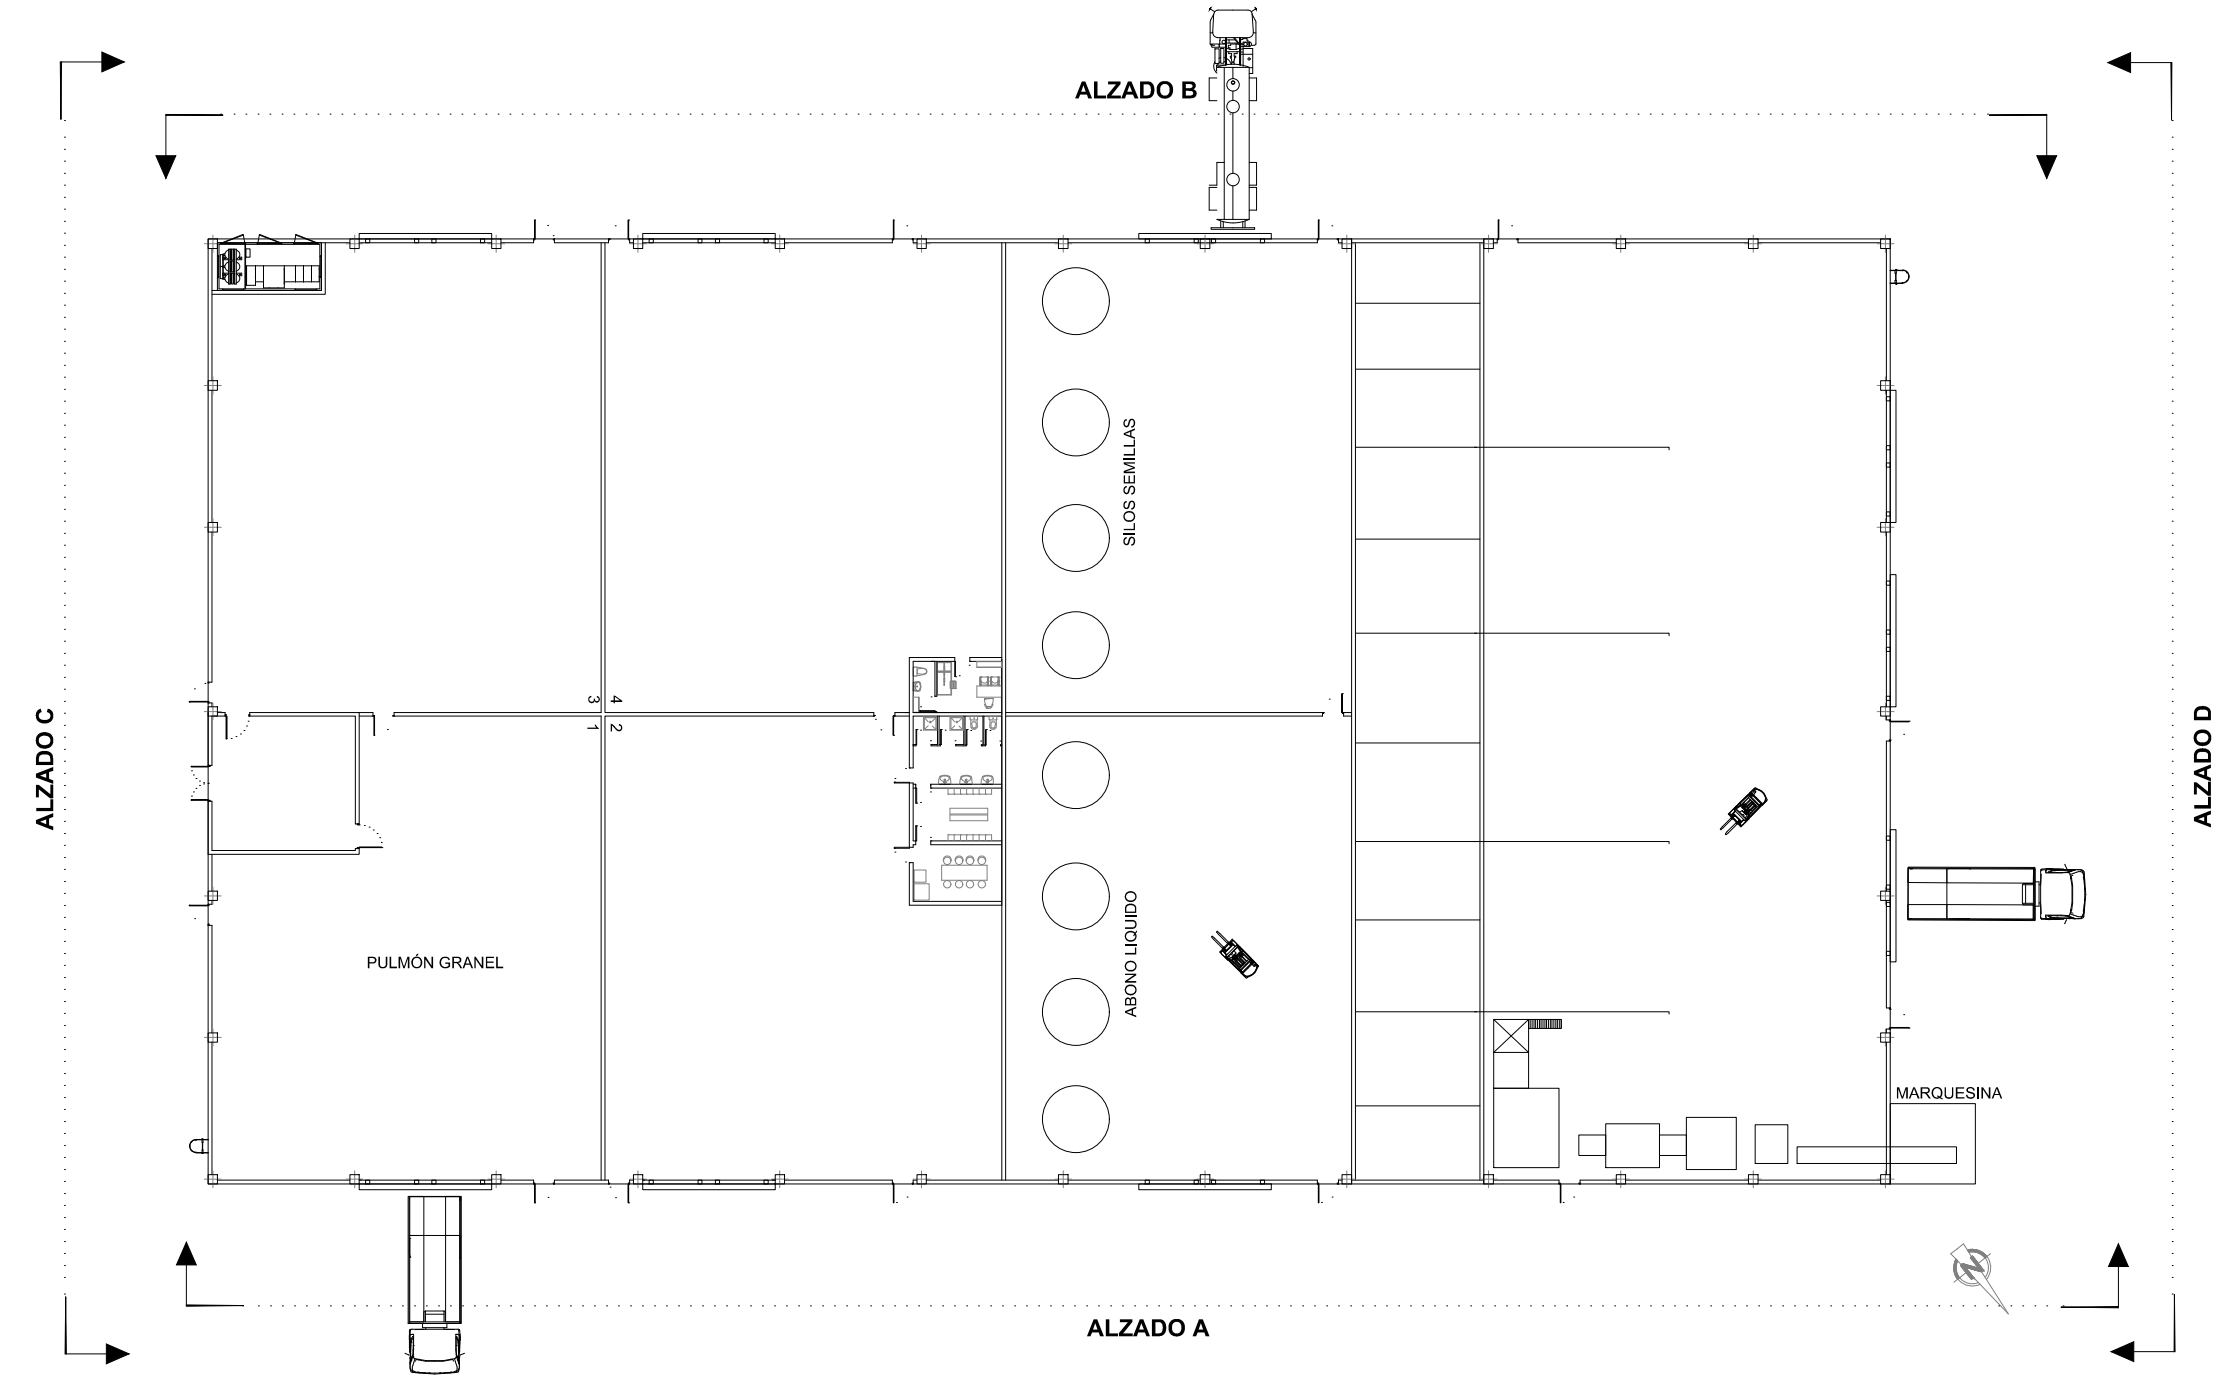 ALZADO B
SILOS SEMILLAS
3
4
1
2
ALZADO C
ALZADO D
ABONO LIQUIDO
PULMÓN GRANEL
MARQUESINA
N
ALZADO A